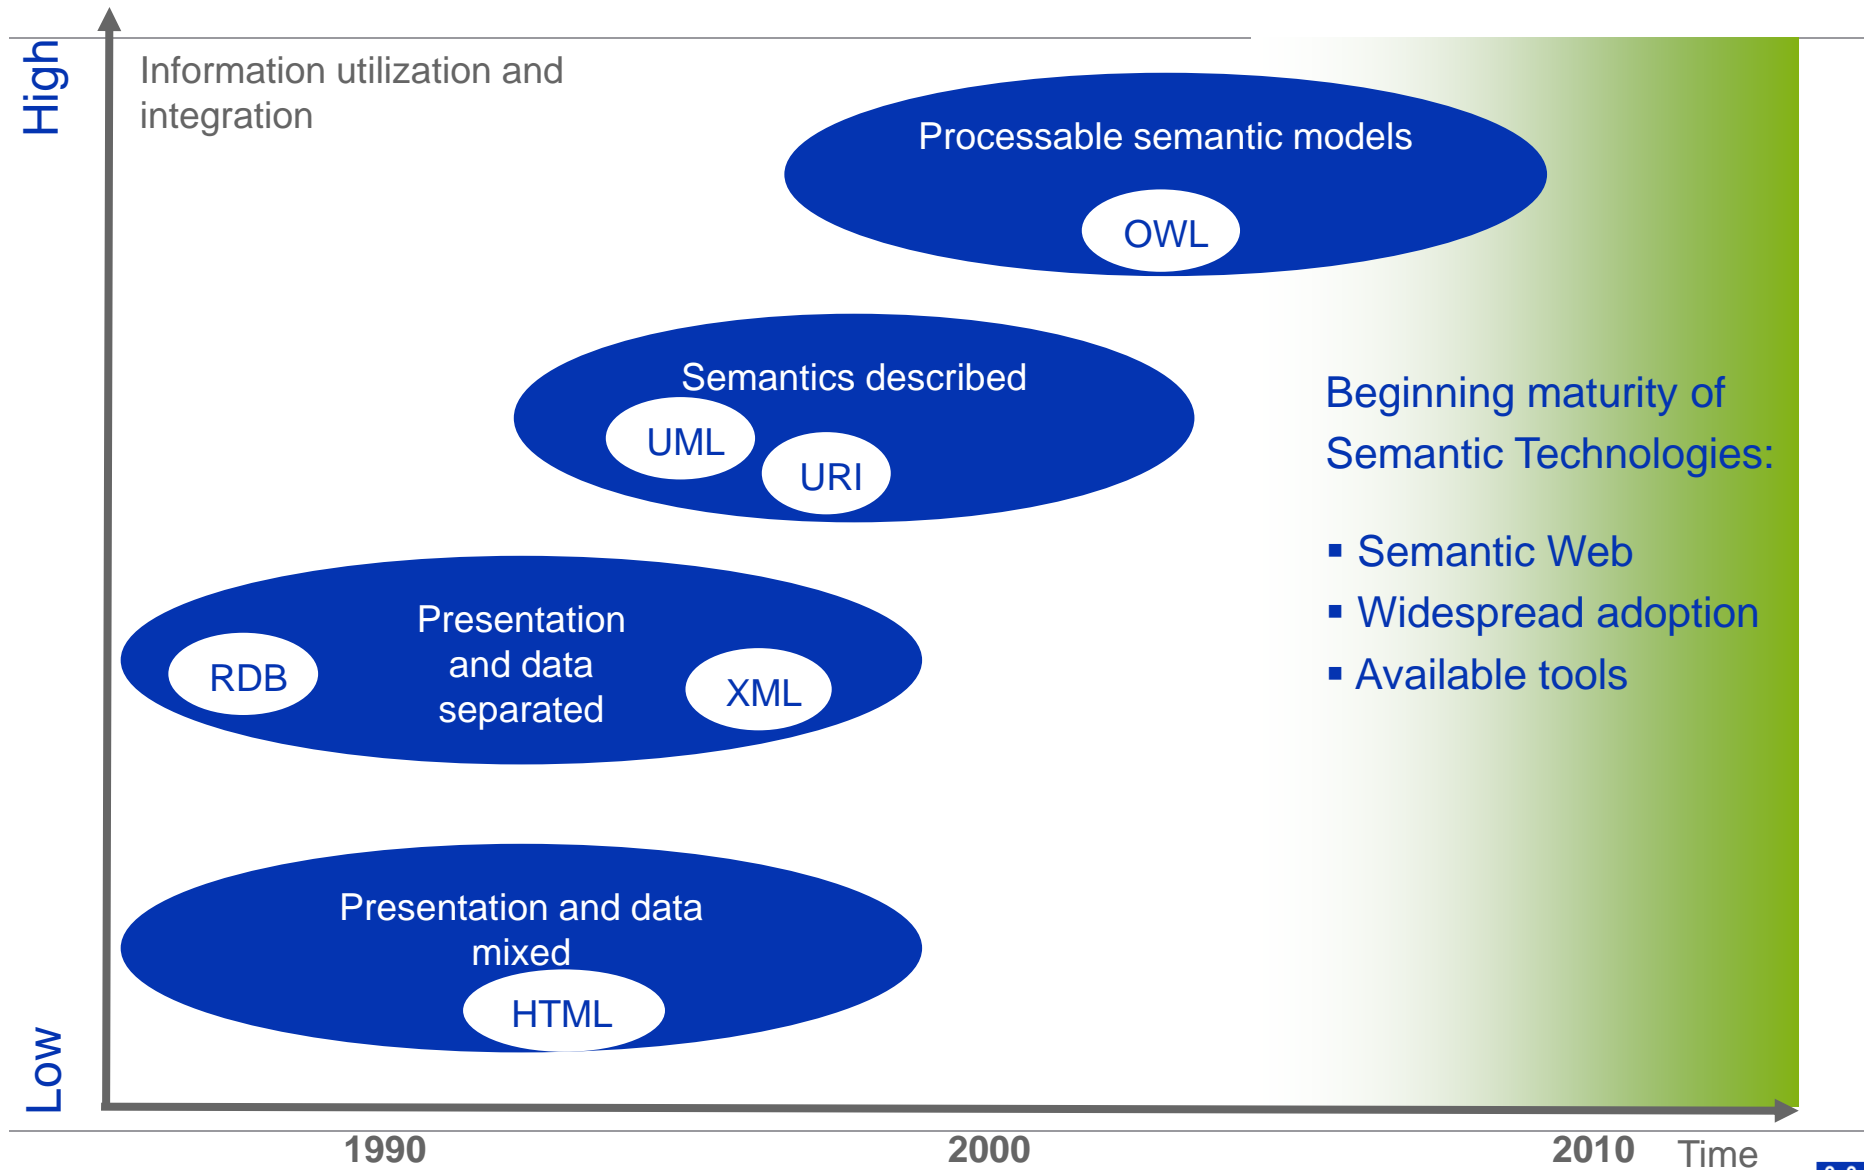 High
Information utilization and
integration
Processable semantic models
OWL
Semantics described
UML
URI
Beginning maturity of
Semantic Technologies:
▪ Semantic Web
▪ Widespread adoption
▪ Available tools
Presentation
and data
separated
RDB
XML
Presentation and data
mixed
HTML
Low
1990
2000
2010
Time